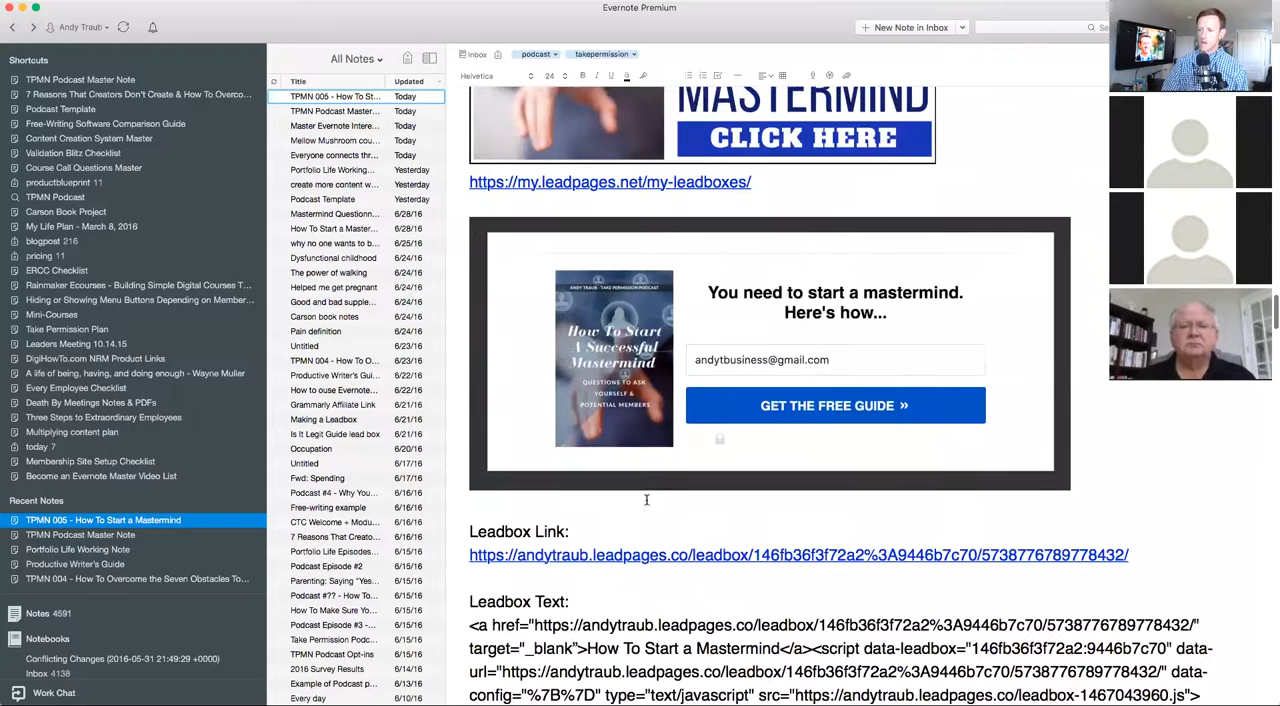 Evernote Premium
Andy Traub
New Note in Inbox
Shortcuts
TPMN Podcast Master Note
7 Reasons That Creators Don't Create & How To Overco...
Podcast Template
Free-Writing Software Comparison Guide
Content Creation System Master
Validation Blitz Checklist
Course Call Questions Master
productblueprint 11
TPMN Podcast
Carson Book Project
My Life Plan - March 8, 2016
blogpost 216
pricing 11
ERCC Checklist
Rainmaker Ecourses - Building Simple Digital Courses T...
Hiding or Showing Menu Buttons Depending on Member...
Mini-Courses
Take Permission Plan
Leaders Meeting 10.14.15
DigiHowTo.com NRM Product Links
A life of being, having, and doing enough - Wayne Muller
Every Employee Checklist
Death By Meetings Notes & PDFs
Three Steps to Extraordinary Employees
Multiplying content plan
today 7
Membership Site Setup Checklist
Become an Evernote Master Video List
Recent Notes
TPMN 005 - How To Start a Mastermind
TPMN Podcast Master Note
Portfolio Life Working Note
Productive Writer's Guide
TPMN 004 - How To Overcome the Seven Obstacles To...
Notes 4591
Notebooks
Conflicting Changes (2016-05-31 21:49:29 +0000)
Inbox 4138
Work Chat
All Notes
Title Updated
TPMN 005 - How To St... Today
TPMN Podcast Master... Today
Master Evernote Intere... Today
Mellow Mushroom cou... Today
Everyone connects thr... Today
Portfolio Life Working... Yesterday
create more content w... Yesterday
Podcast Template Yesterday
Mastermind Questionn... 6/28/16
How To Start a Master... 6/28/16
why no one wants to b... 6/25/16
Dysfunctional childhood 6/24/16
The power of walking 6/24/16
Helped me get pregnant 6/24/16
Good and bad supple... 6/24/16
Carson book notes 6/24/16
Pain definition 6/24/16
Untitled 6/23/16
TPMN 004 - How To O... 6/23/16
Productive Writer's Gui... 6/22/16
How to ouse Evernote... 6/22/16
Grammarly Affiliate Link 6/21/16
Making a Leadbox 6/21/16
Is It Legit Guide lead box 6/21/16
Occupation 6/20/16
Untitled 6/17/16
Fwd: Spending 6/17/16
Podcast #4 - Why You... 6/16/16
Free-writing example 6/16/16
CTC Welcome + Modu... 6/16/16
7 Reasons That Creato... 6/16/16
Portfolio Life Episodes... 6/15/16
Podcast Episode #2 6/15/16
Parenting: Saying "Yes... 6/15/16
Podcast #?? - How To... 6/15/16
How To Make Sure Yo... 6/15/16
Podcast Episode #3 -... 6/15/16
Take Permission Podc... 6/15/16
TPMN Podcast Opt-ins 6/15/16
2016 Survey Results 6/14/16
Example of Podcast p... 6/13/16
Every day 6/10/16
Inbox podcast takepermission
Helvetica 24 B I U a
MASTERMIND
CLICK HERE
https://my.leadpages.net/my-leadboxes/
ANDY TRAUB - TAKE PERMISSION PODCAST
How To Start
A Successful
Mastermind
QUESTIONS TO ASK
YOURSELF &
POTENTIAL MEMBERS
You need to start a mastermind.
Here's how...
andytbusiness@gmail.com
GET THE FREE GUIDE »
Leadbox Link:
https://andytraub.leadpages.co/leadbox/146fb36f3f72a2%3A9446b7c70/5738776789778432/
Leadbox Text:
<a href="https://andytraub.leadpages.co/leadbox/146fb36f3f72a2%3A9446b7c70/5738776789778432/"
target="_blank">How To Start a Mastermind</a><script data-leadbox="146fb36f3f72a2:9446b7c70" data-
url="https://andytraub.leadpages.co/leadbox/146fb36f3f72a2%3A9446b7c70/5738776789778432/" data-
config="%7B%7D" type="text/javascript" src="https://andytraub.leadpages.co/leadbox-1467043960.js">